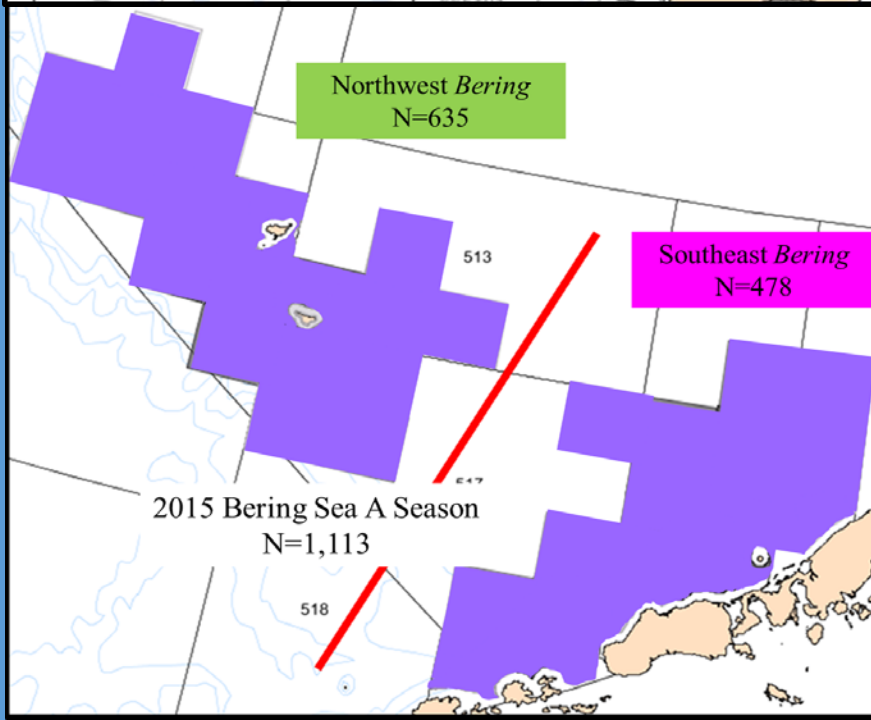 Northwest Bering
N=635
513
Southeast Bering
N=478
2015 Bering Sea A Season
N=1,113
518